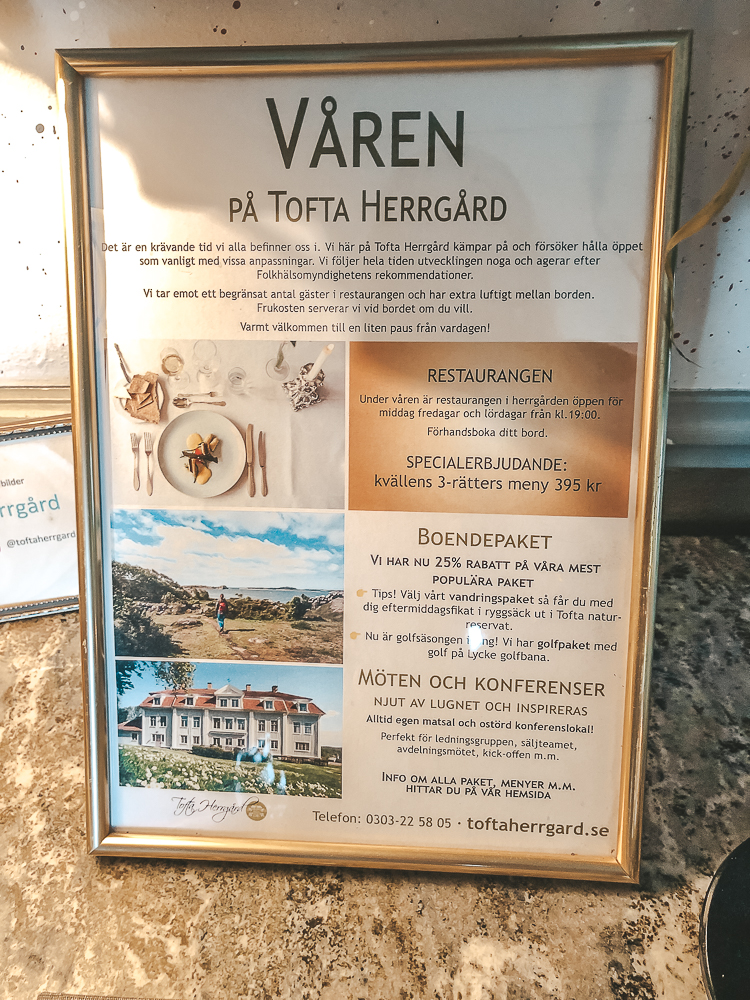 VÅREN
PÅ TOFTA HERRGÅRD
Det är en krävande tid vi alla befinner oss i. Vi här på Tofta Herrgård kämpar på och försöker hålla öppet
som vanligt med vissa anpassningar. Vi följer hela tiden utvecklingen noga och agerar efter
Folkhälsomyndighetens rekommendationer.
Vi tar emot ett begränsat antal gäster i restaurangen och har extra luftigt mellan borden.
Frukosten serverar vi vid bordet om du vill.
Varmt välkommen till en liten paus från vardagen!
RESTAURANGEN
Under våren är restaurangen i herrgården öppen för
middag fredagar och lördagar från kl.19:00.
Förhandsboka ditt bord.
SPECIALERBJUDANDE:
kvällens 3-rätters meny 395 kr
BOENDEPAKET
VI HAR NU 25% RABATT PÅ VÅRA MEST
POPULÄRA PAKET
Tips! Välj vårt vandringspaket så får du med
dig eftermiddagsfikat i ryggsäck ut i Tofta natur-
reservat.
Nu är golfsäsongen igång! Vi har golfpaket med
golf på Lycke golfbana.
MÖTEN OCH KONFERENSER
NJUT AV LUGNET OCH INSPIRERAS
Alltid egen matsal och ostörd konferenslokal!
Perfekt för ledningsgruppen, säljteamet,
avdelningsmötet, kick-offen m.m.
INFO OM ALLA PAKET, MENYER M.M.
HITTAR DU PÅ VÅR HEMSIDA
Tofta Herrgård
Telefon: 0303-22 58 05 · toftaherrgard.se
bilder
rrgård
@toftaherrgard